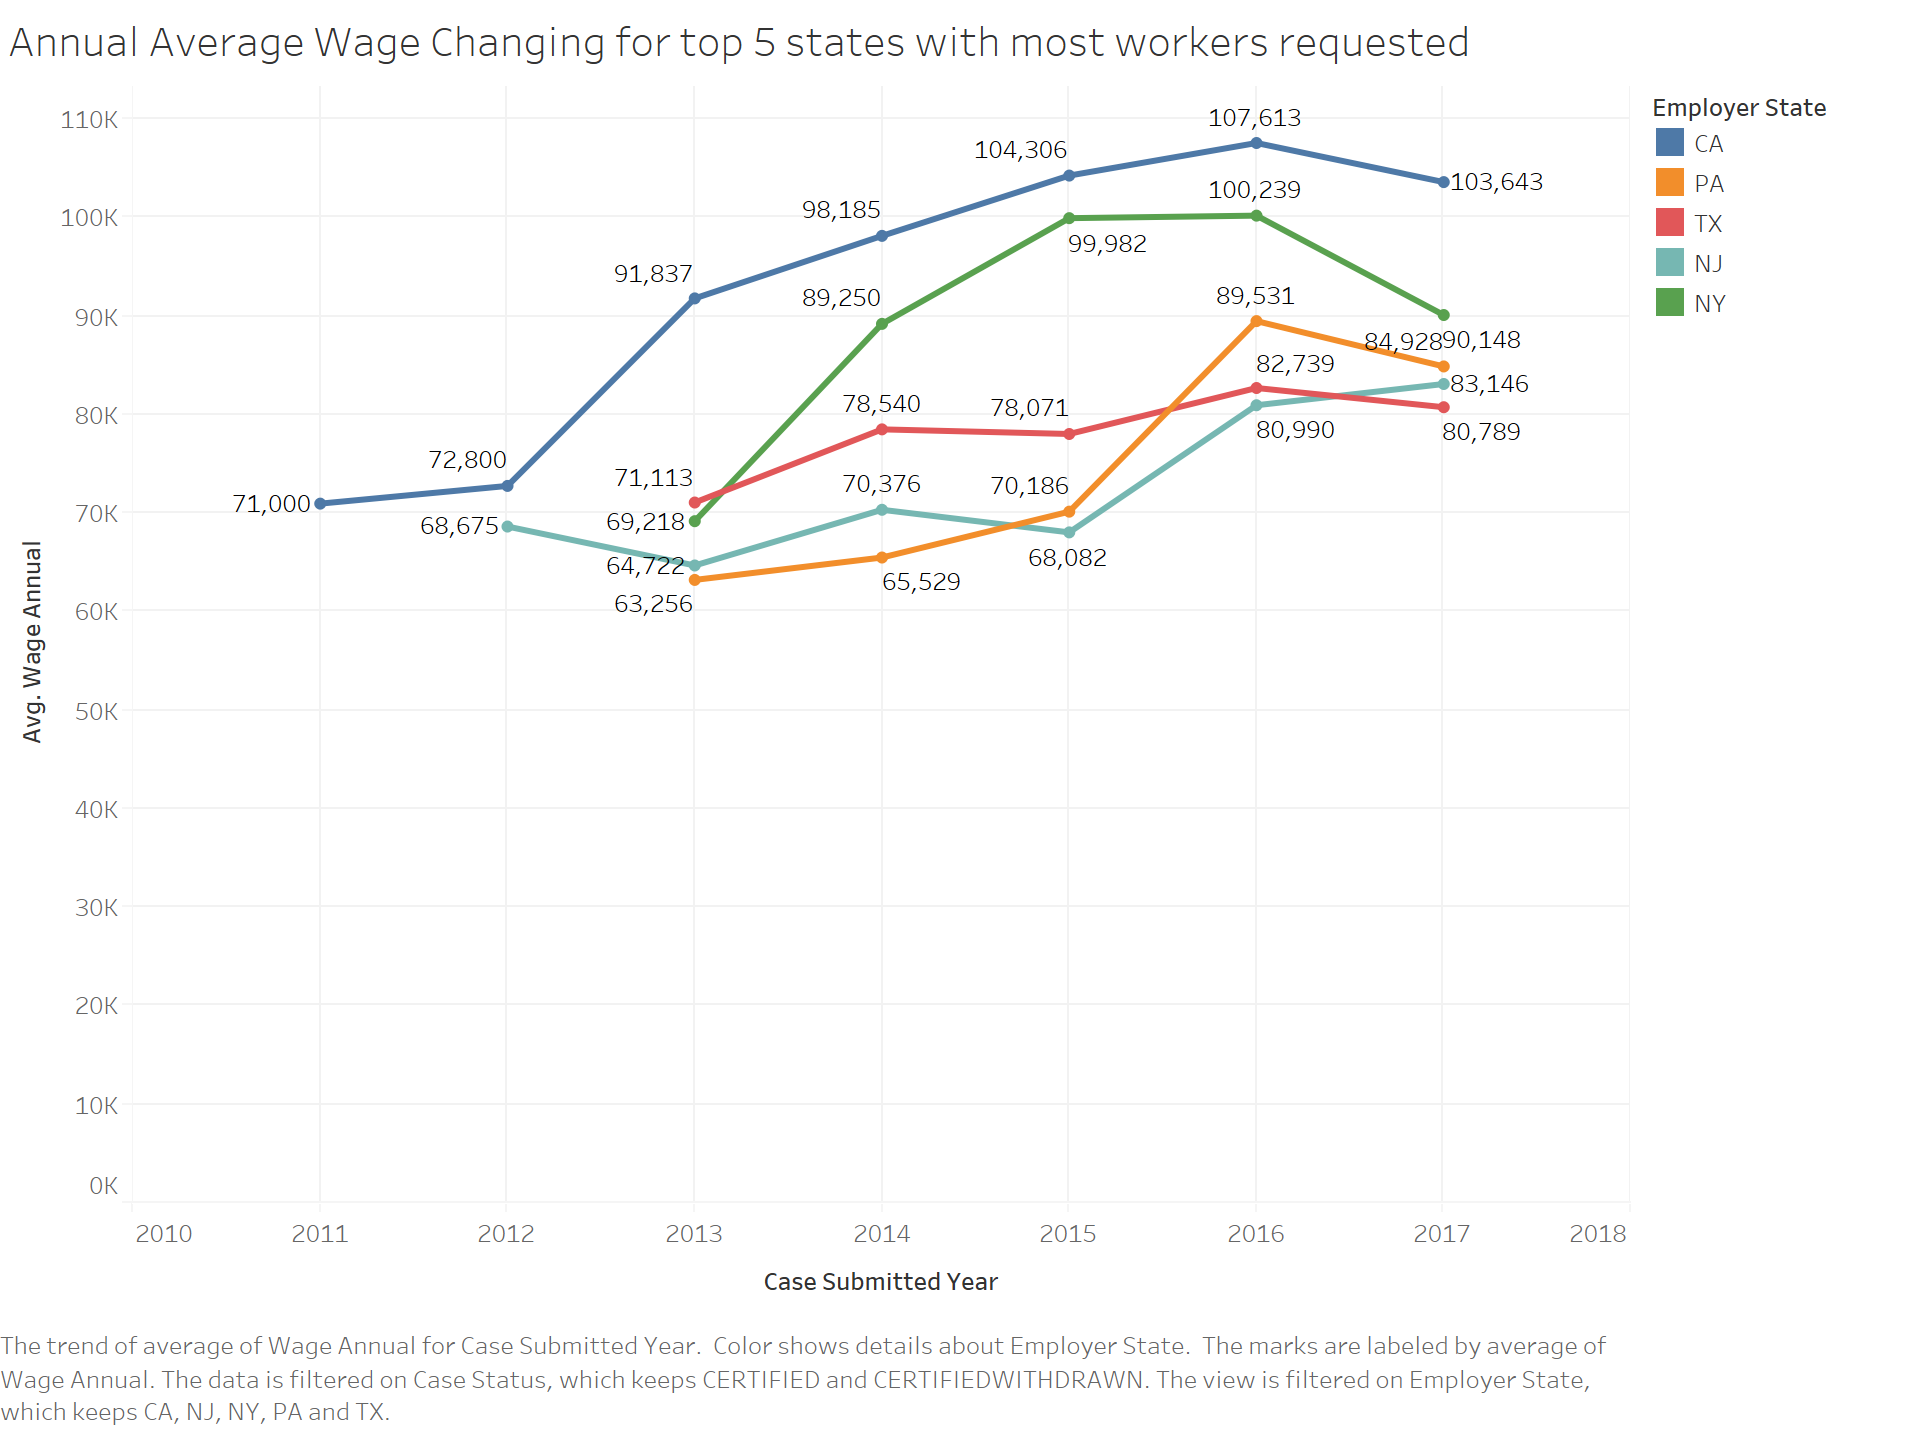 Annual Average Wage Changing for top 5 states with most workers requested
Employer State
CA
PA
TX
NJ
NY
Avg. Wage Annual
110K
100K
90K
80K
70K
60K
50K
40K
30K
20K
10K
0K
107,613
104,306
103,643
100,239
98,185
99,982
91,837
89,250
89,531
84,928
90,148
82,739
83,146
78,540
78,071
80,990
80,789
72,800
71,113
70,376
70,186
71,000
68,675
69,218
64,722
68,082
65,529
63,256
2010
2011
2012
2013
2014
2015
2016
2017
2018
Case Submitted Year
The trend of average of Wage Annual for Case Submitted Year.  Color shows details about Employer State.  The marks are labeled by average of
Wage Annual. The data is filtered on Case Status, which keeps CERTIFIED and CERTIFIEDWITHDRAWN. The view is filtered on Employer State,
which keeps CA, NJ, NY, PA and TX.